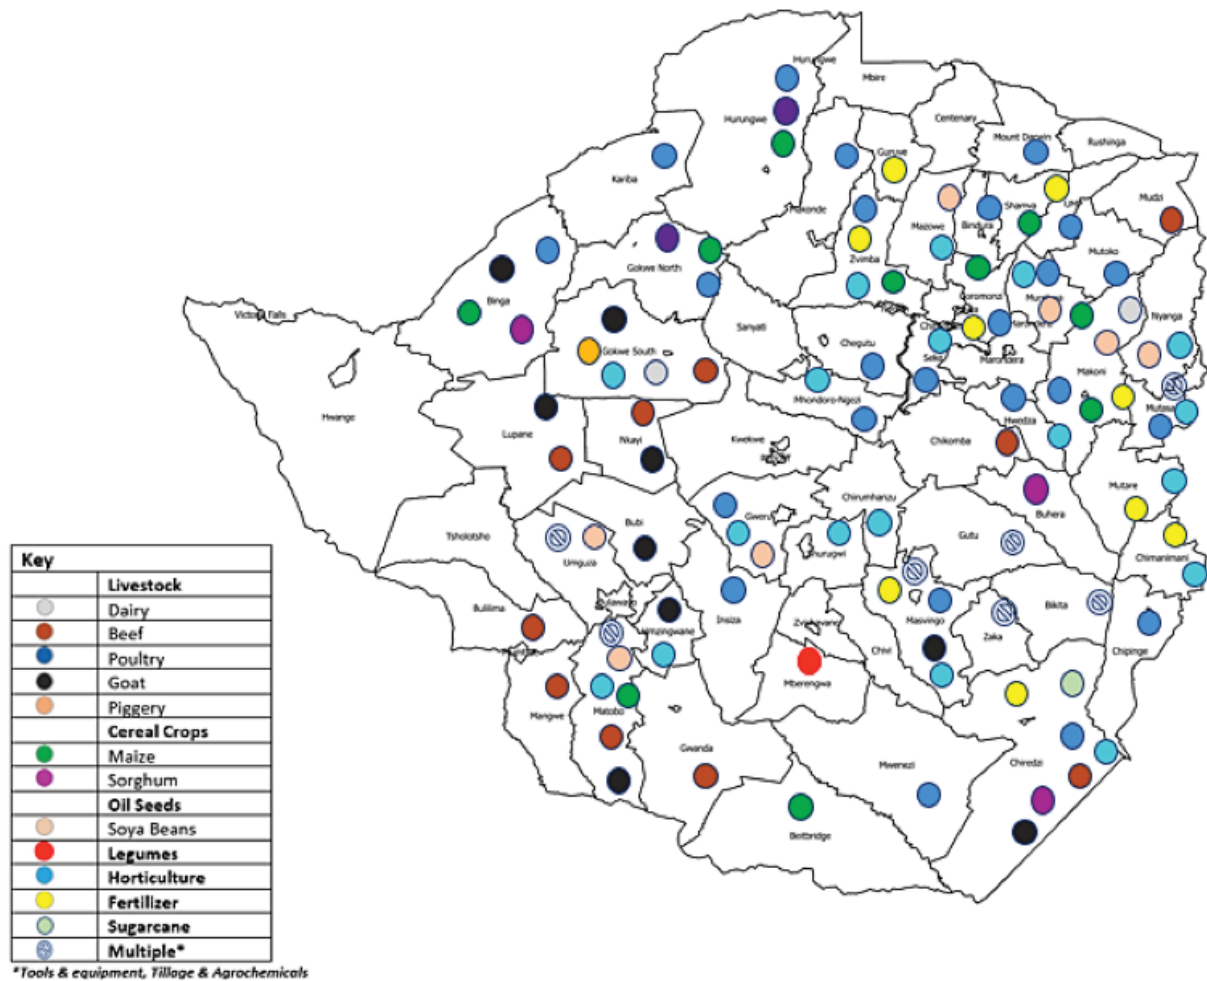 Hurungwe
Mbire
Hurungwe
Centenary
Mount Darwin
Rushinga
Guruve
Kariba
Makonde
Shamva
UMP
Mudzi
Mazowe
Bindura
Mutoko
Zvimba
Gokwe North
Binga
Goromonzi
Victoria Falls
Sanyati
Nyanga
Chegutu
Seke
Marondera
Gokwe South
Makoni
Mhondoro-Ngezi
Mutasa
Hwange
Hwedza
Lupane
Nkayi
Kwekwe
Chikomba
Mutare
Chirumhanzu
Buhera
Gweru
Bubi
Tsholotsho
Gutu
Umguza
Shurugwi
Chimanimani
Bulilima
Umzingwane
Insiza
Zvishavane
Masvingo
Bikita
Zaka
Chivi
Chipinge
Mberengwa
Mangwe
Matobo
Gwanda
Mwenezi
Chiredzi
Beitbridge
Key
Livestock
Dairy
Beef
Poultry
Goat
Piggery
Cereal Crops
Maize
Sorghum
Oil Seeds
Soya Beans
Legumes
Horticulture
Fertilizer
Sugarcane
Multiple*
*Tools & equipment, Tillage & Agrochemicals